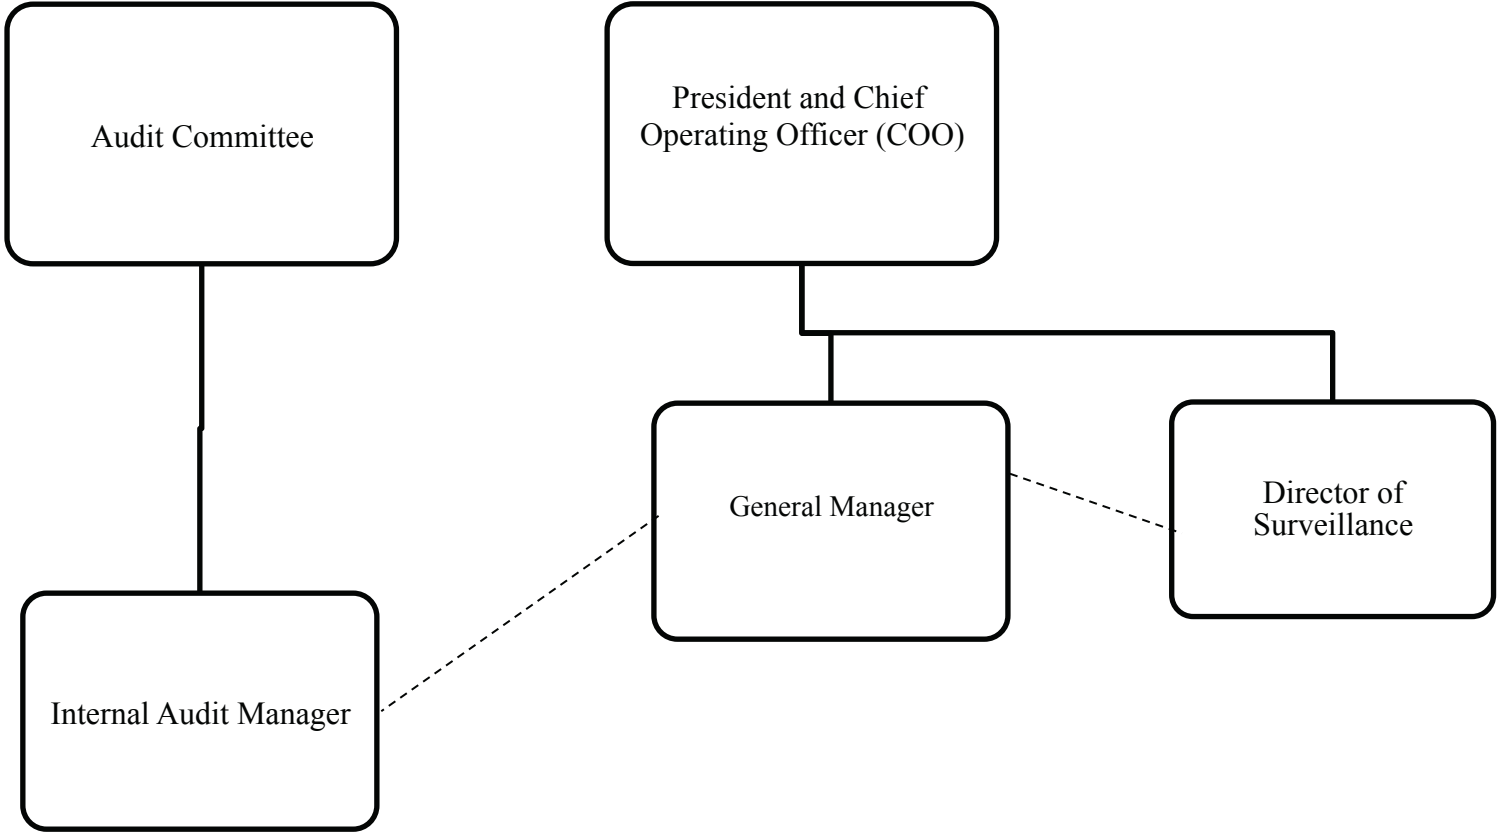 Audit Committee
President and Chief
Operating Officer (COO)
General Manager
Director of
Surveillance
Internal Audit Manager